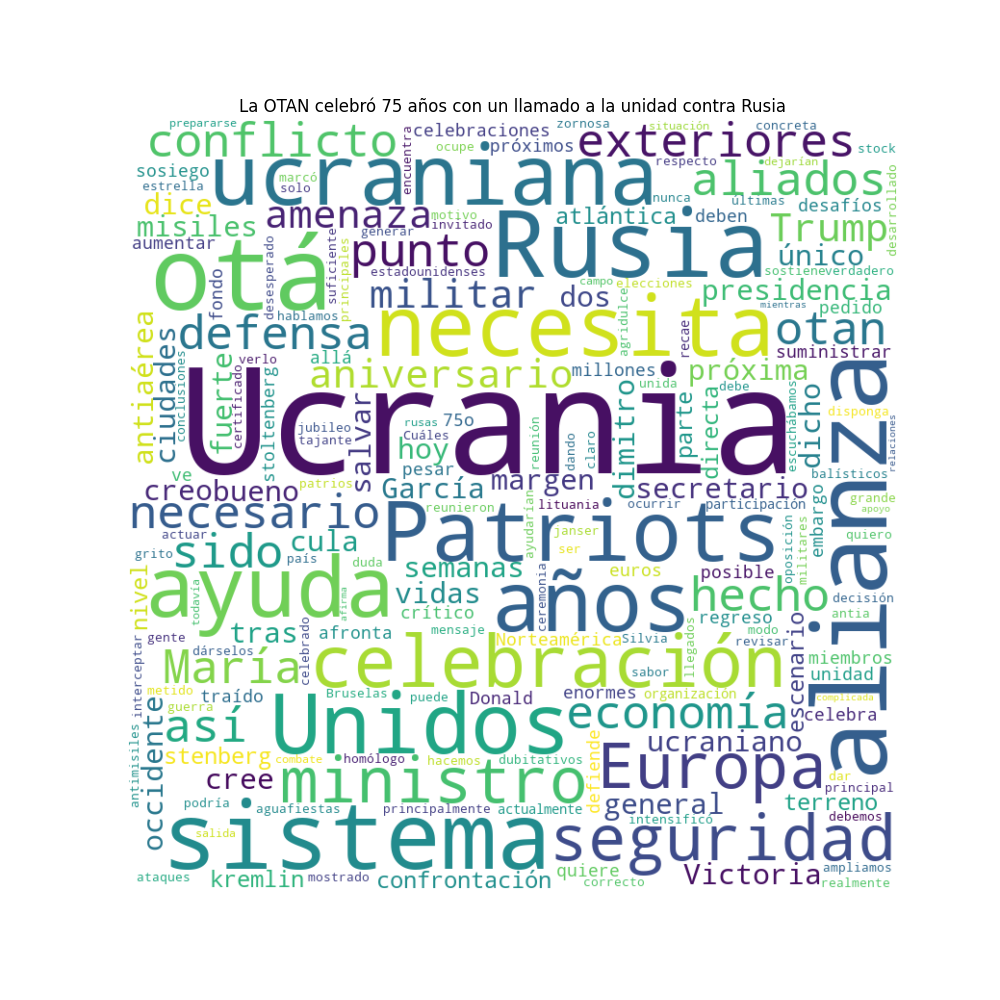 La OTAN celebró 75 años con un llamado a la unidad contra Rusia
prepararse
conflicto
celebraciones
zornosa
situación
concreta
exteriores
próximos
ocupe
stock
sosiego
estrella
ucraniana
marcó
solo
encuentra
respecto
dejarían
aliados
dice
misiles
aumentar
amenaza
motivo
invitado
generar
atlántica
nunca
deben
últimas
desafíos
desarrollado
Trump
único
otá
desesperado
suficiente
principales
punto
Rusia
estadounidenses
sostieneverdadero
fondo
militar
dos
campo
elecciones
presidencia
mientras
pedido
hablamos
defensa
necesita
agridulce
otan
antiaérea
ciudades
conclusiones
fuerte
certificado
verlo
allá
aniversario
millones
recae
unida
próxima
suministrar
alianza
stoltenberg
Ucrania
salvar
dimitro
parte
directa
debe
escuchábamos
dicho
disponga
relaciones
jubileo
tajante
Cuáles
rusas
75o
hoy
reunión
dando
claro
ve
pesar
margen
secretario
balísticos
creo
bueno
patrios
García
reunieron
lituania
ocurrir
participación
embargo
grande
apoyo
necesario
Patriots
ayudarían
janser
ser
oposición
militares
quiero
actuar
grito
sido
país
cula
duda
semanas
euros
posible
antia
decisión
nivel
ayuda
todavía
afirma
vidas
crítico
años
ceremonia
hecho
regreso
modo
revisar
gente
interceptar
tras
afronta
mensaje
Norteamérica
Silvia
llegados
escenario
miembros
unidad
dárselos
celebrado
María
celebración
sabor
metido
traído
Bruselas
puede
Donald
enormes
organización
complicada
celebra
guerra
occidente
así
Unidos
economía
antimisiles
stenberg
combate
homólogo
hacemos
dubitativos
defiende
ucraniano
cree
ministro
Europa
dar
principal
podría
aguafiestas
principalmente
actualmente
general
terreno
intensificó
debemos
salida
sistema
seguridad
ataques
kremlin
mostrado
confrontación
quiere
correcto
Victoria
ampliamos
realmente